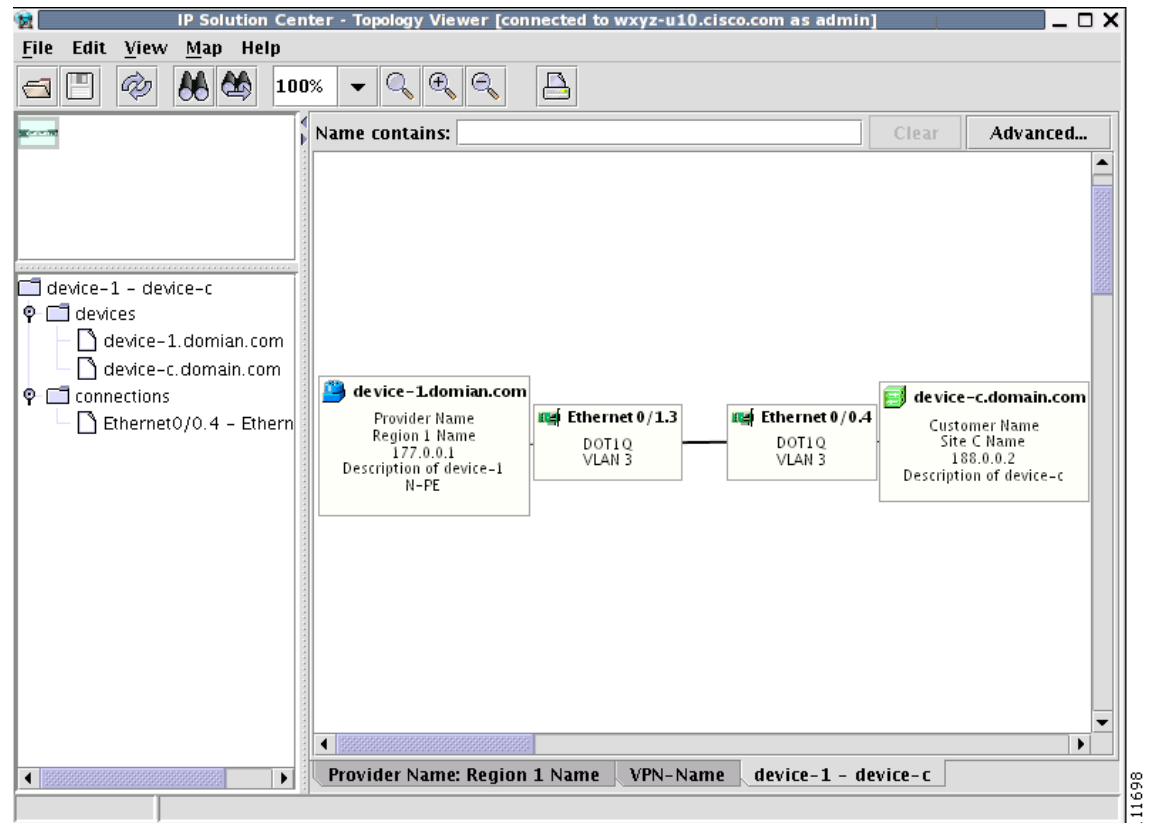 IP Solution Center - Topology Viewer [connected to wxyz-u10.cisco.com as admin]
File Edit View Map Help
100%
Name contains:
Clear
Advanced...
device-1 - device-c
devices
device-1.domian.com
device-c.domain.com
connections
Ethernet0/0.4 - Ethern
device-1.domian.com
Provider Name
Region 1 Name
177.0.0.1
Description of device-1
N-PE
Ethernet 0/1.3
DOT1Q
VLAN 3
Ethernet 0/0.4
DOT1Q
VLAN 3
device-c.domain.com
Customer Name
Site C Name
188.0.0.2
Description of device-c
Provider Name: Region 1 Name
VPN-Name
device-1 - device-c
111698